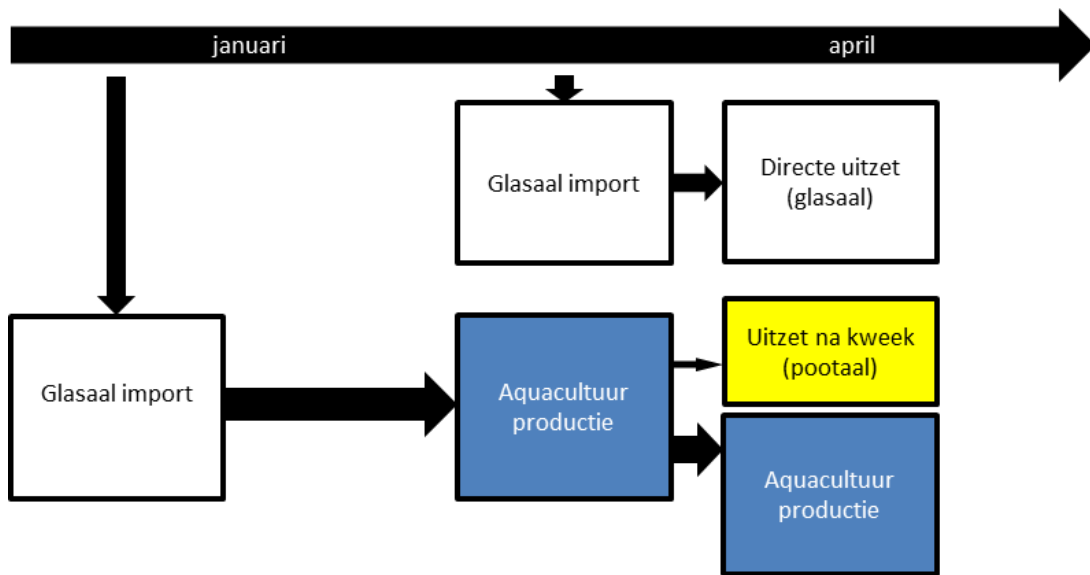 januari
april
Glasaal import
Directe uitzet
(glasaal)
Glasaal import
Aquacultuur
productie
Uitzet na kweek
(pootaal)
Aquacultuur
productie